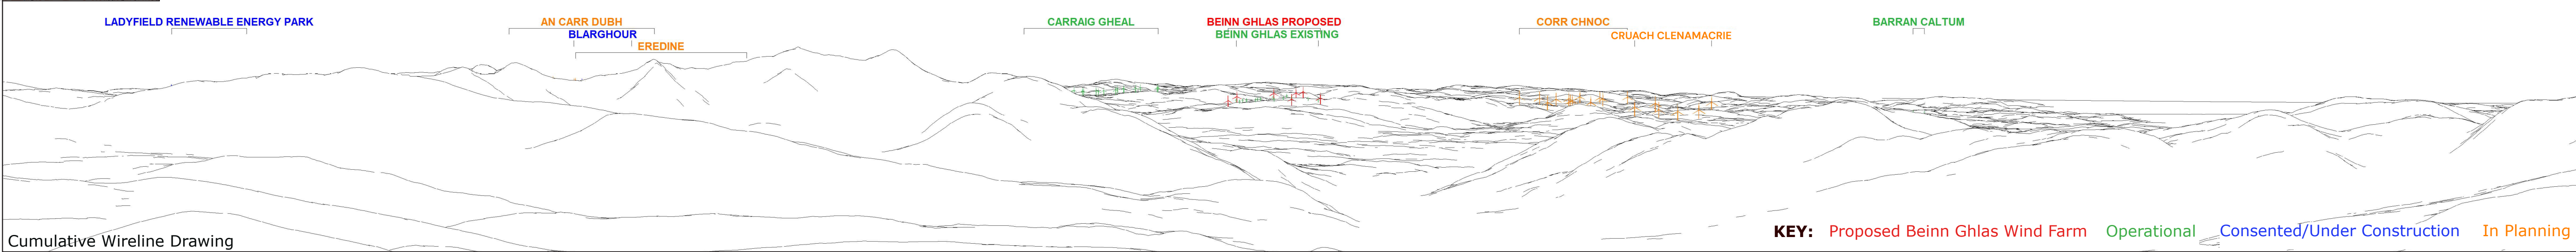 LADYFIELD RENEWABLE ENERGY PARK
AN CARR DUBH
BLARGHOUR
EREDINE
CARRAIG GHEAL
BEINN GHLAS PROPOSED
BEINN GHLAS EXISTING
CORR CHNOC
CRUACH CLENAMACRIE
BARRAN CALTUM
Cumulative Wireline Drawing
KEY: Proposed Beinn Ghlas Wind Farm Operational Consented/Under Construction In Planning